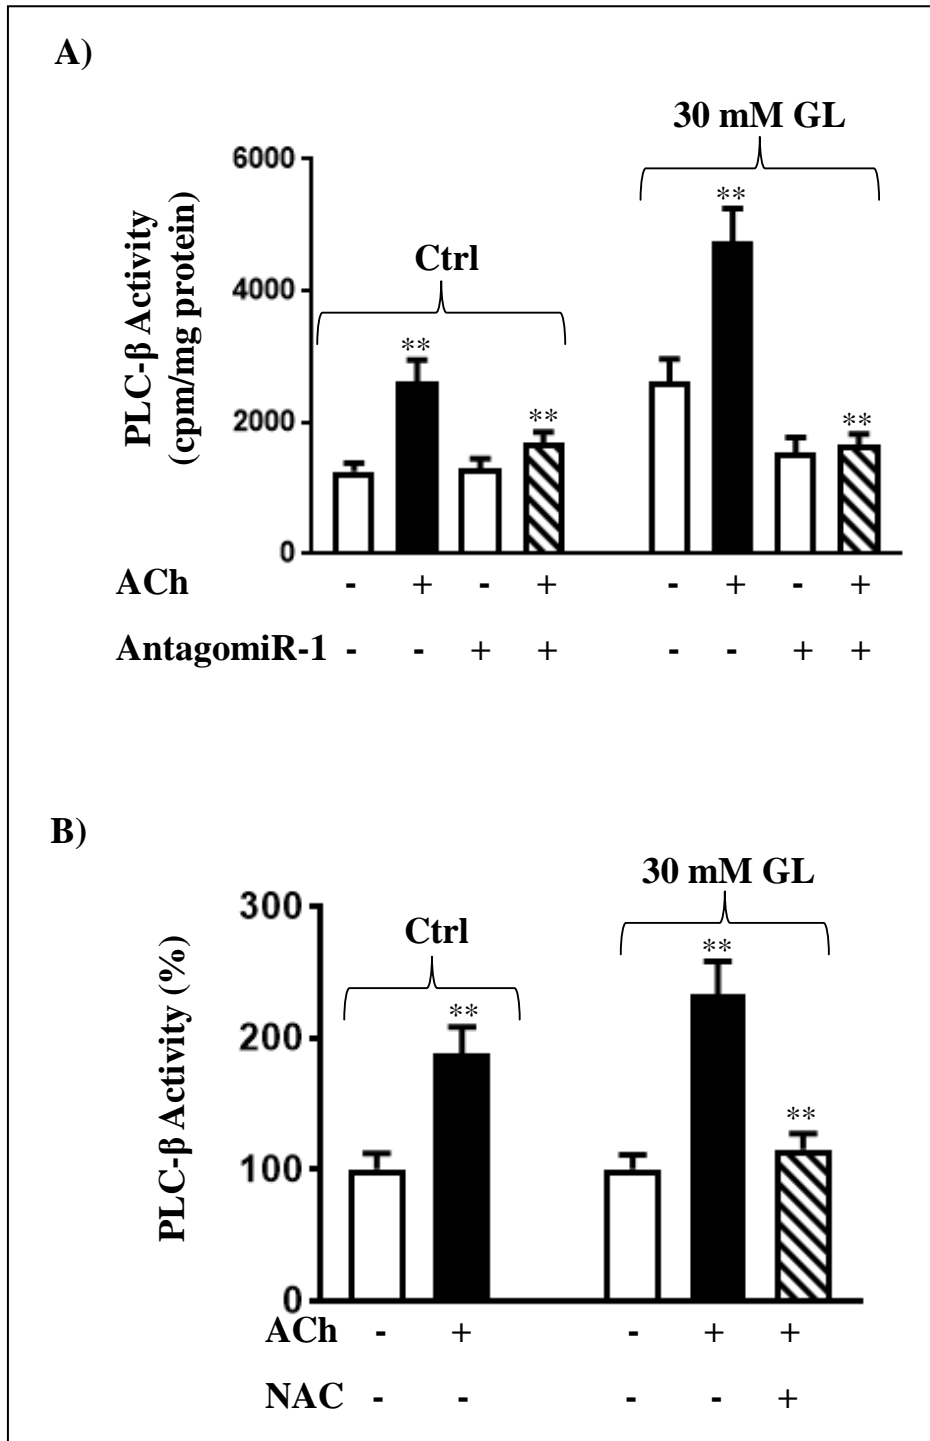 A)
30 mM GL
6000
**
Ctrl
4000
**
PLC-β Activity
(cpm/mg protein)
2000
**
**
0
ACh - + - + - + - +
AntagomiR-1 - - + + - - + +
B)
30 mM GL
300
Ctrl
**
**
PLC-β Activity (%)
200
**
100
0
ACh - + - + +
NAC - - - - +